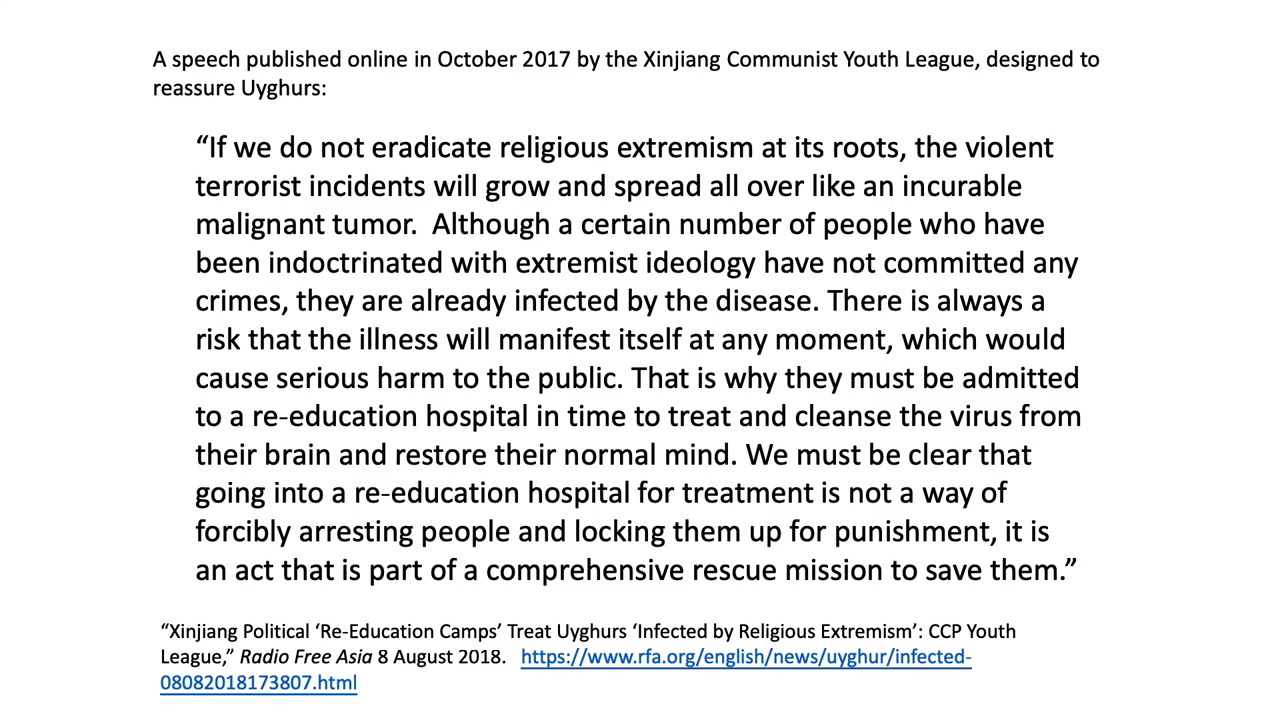 A speech published online in October 2017 by the Xinjiang Communist Youth League, designed to
reassure Uyghurs:
“If we do not eradicate religious extremism at its roots, the violent
terrorist incidents will grow and spread all over like an incurable
malignant tumor.  Although a certain number of people who have
been indoctrinated with extremist ideology have not committed any
crimes, they are already infected by the disease. There is always a
risk that the illness will manifest itself at any moment, which would
cause serious harm to the public. That is why they must be admitted
to a re-education hospital in time to treat and cleanse the virus from
their brain and restore their normal mind. We must be clear that
going into a re-education hospital for treatment is not a way of
forcibly arresting people and locking them up for punishment, it is
an act that is part of a comprehensive rescue mission to save them.”
“Xinjiang Political ‘Re-Education Camps’ Treat Uyghurs ‘Infected by Religious Extremism’: CCP Youth
League,” Radio Free Asia 8 August 2018.   https://www.rfa.org/english/news/uyghur/infected-
08082018173807.html